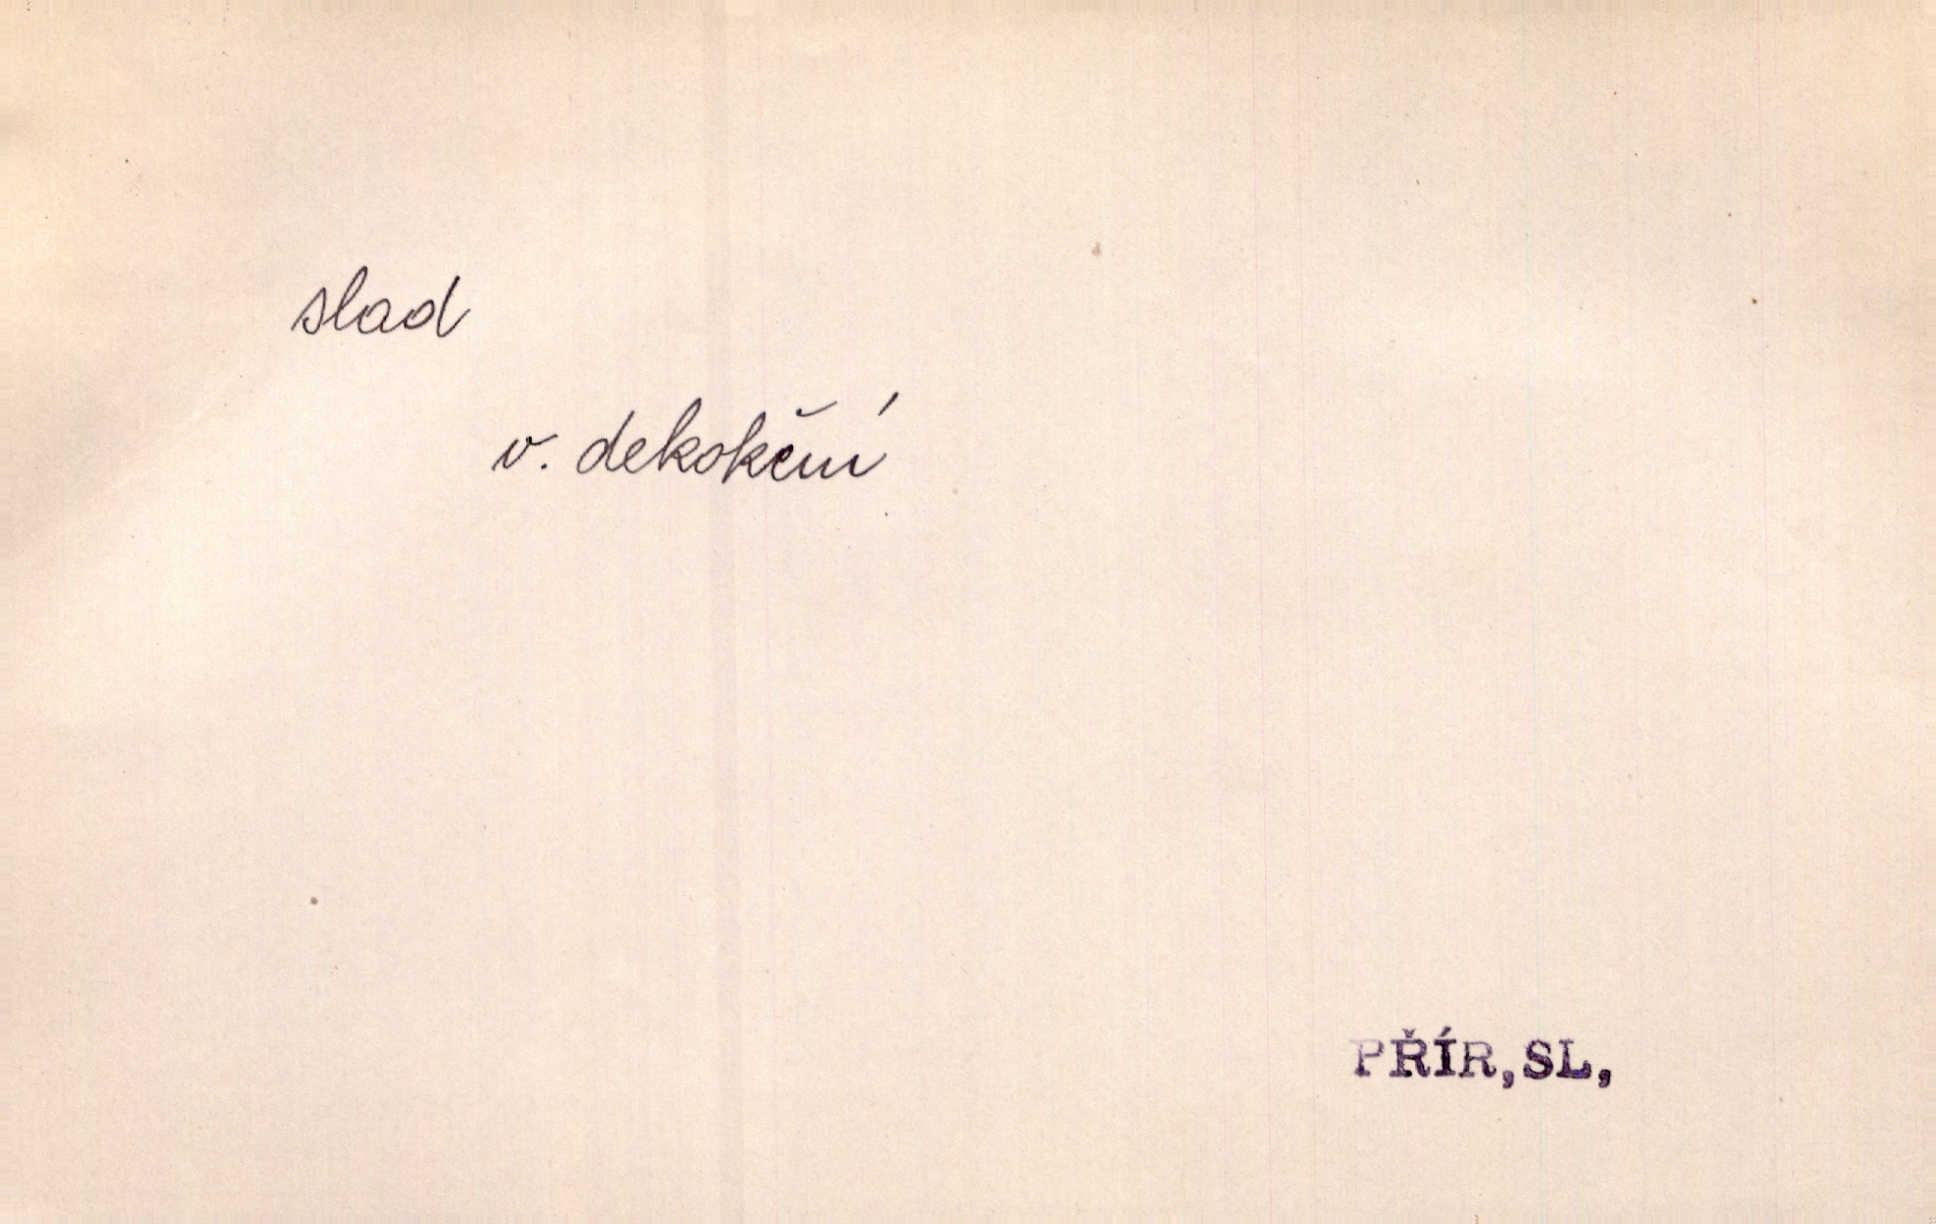 slad
v. dekokční
PŘÍR,SL,